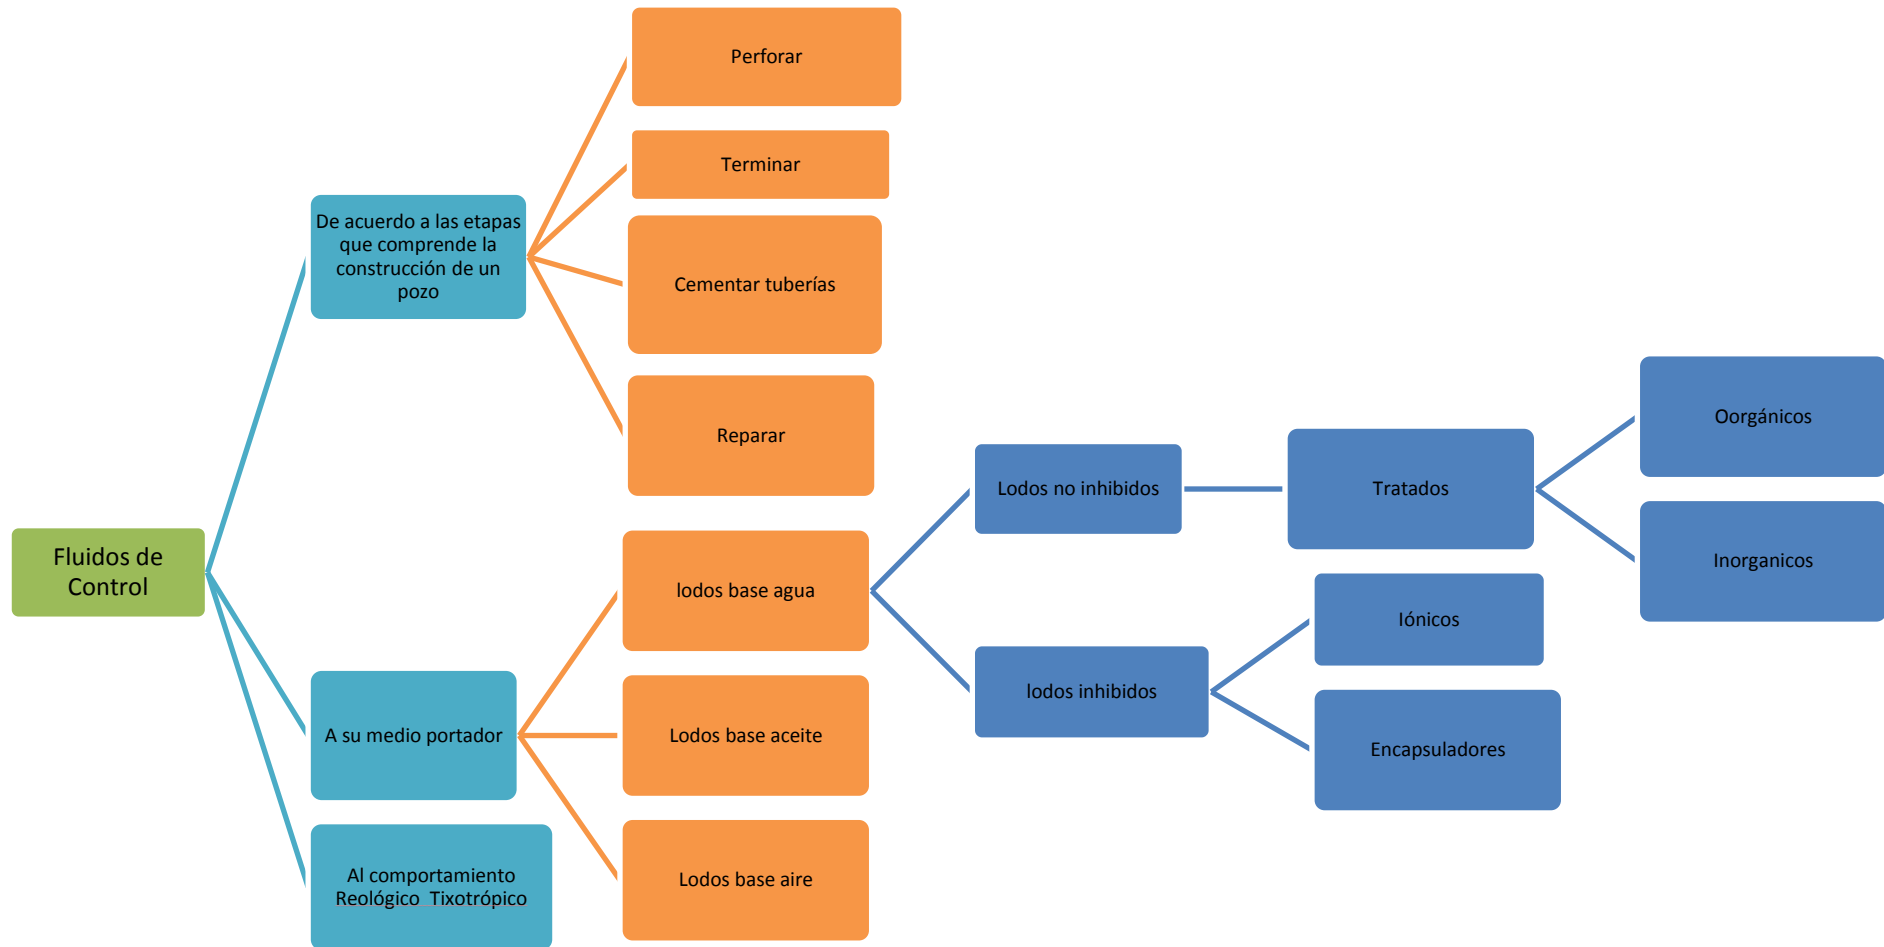 Fluidos de
Control
De acuerdo a las etapas
que comprende la
construcción de un
pozo
Perforar
Terminar
Cementar tuberías
Reparar
A su medio portador
lodos base agua
Lodos no inhibidos
Tratados
Oorgánicos
Inorganicos
lodos inhibidos
Iónicos
Encapsuladores
Lodos base aceite
Lodos base aire
Al comportamiento
Reológico Tixotrópico